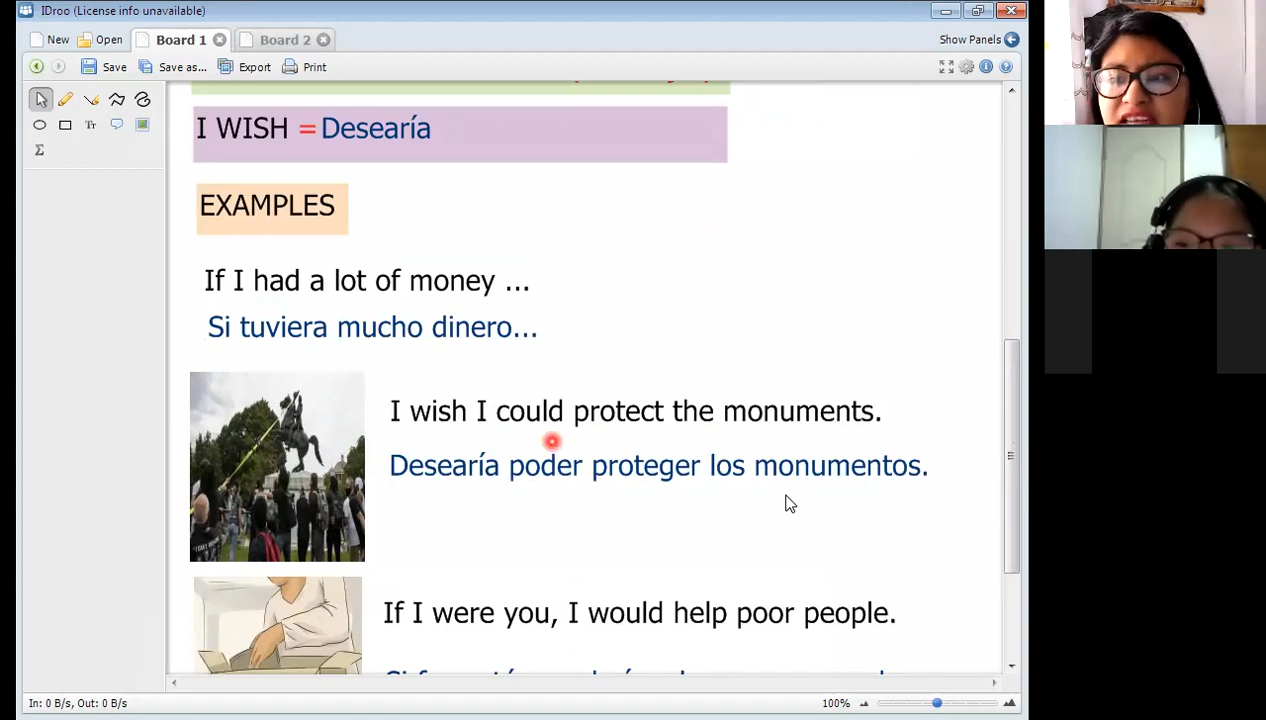 IDroo (License info unavailable)
New Open Board 1 Board 2 Show Panels
Save Save as... Export Print
I WISH = Desearía
EXAMPLES
If I had a lot of money ...
Si tuviera mucho dinero...
I wish I could protect the monuments.
Desearía poder proteger los monumentos.
If I were you, I would help poor people.
In: 0 B/s, Out: 0 B/s 100%